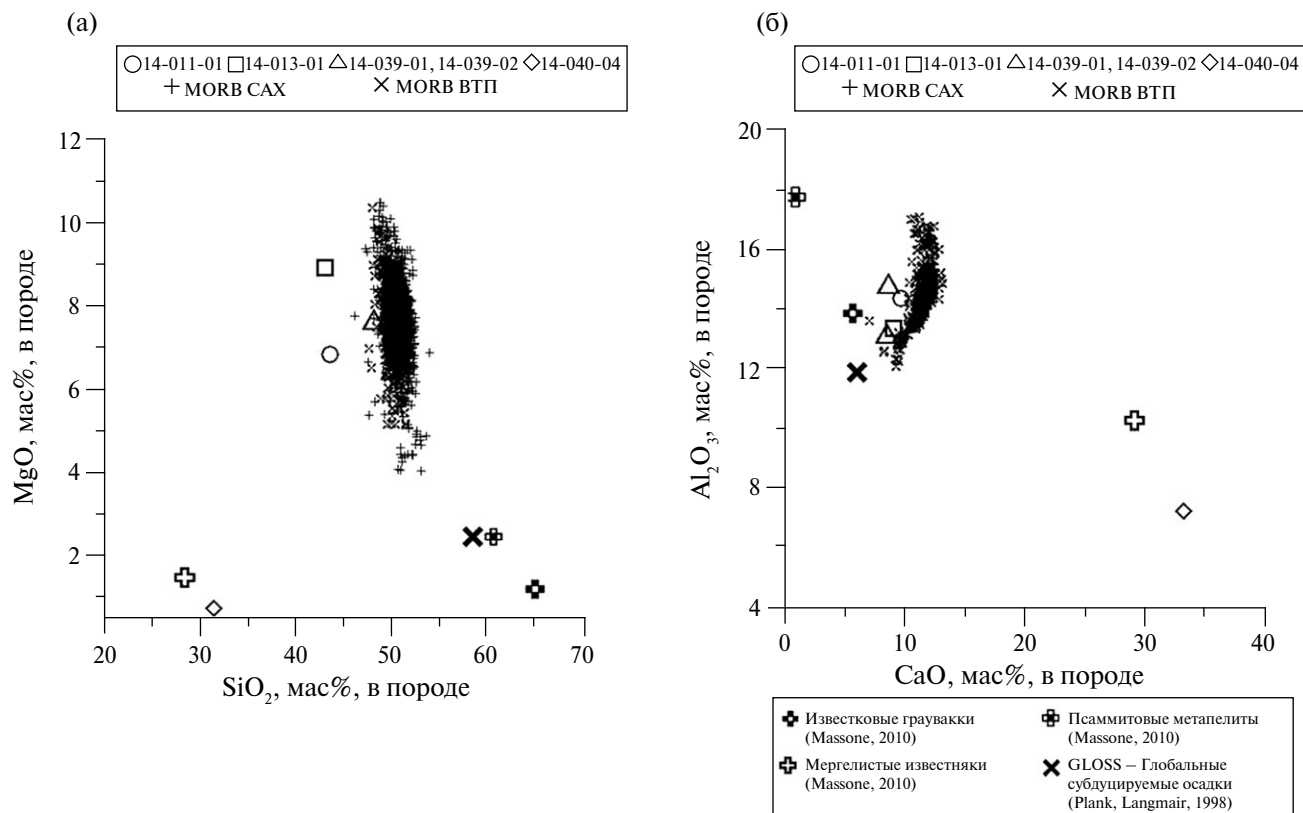 (а)
14-011-01 14-013-01 14-039-01, 14-039-02 14-040-04
MORB САХ MORB ВТП
12
10
8
6
4
2
MgO, мас%, в породе
20 30 40 50 60 70
SiO₂, мас%, в породе
(б)
14-011-01 14-013-01 14-039-01, 14-039-02 14-040-04
MORB САХ MORB ВТП
20
16
12
8
4
Al₂O₃, мас%, в породе
0 10 20 30 40
CaO, мас%, в породе
Известковые граувакки
(Massone, 2010)
Мергелистые известняки
(Massone, 2010)
Псаммитовые метапелиты
(Massone, 2010)
GLOSS – Глобальные
субдуцируемые осадки
(Plank, Langmair, 1998)